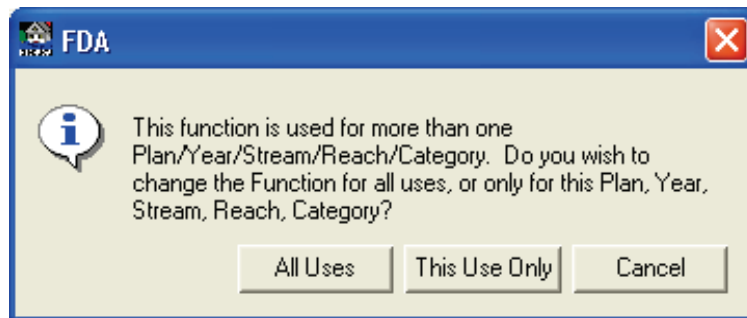 FDA
This function is used for more than one
Plan/Year/Stream/Reach/Category. Do you wish to
change the Function for all uses, or only for this Plan, Year,
Stream, Reach, Category?
All Uses This Use Only Cancel